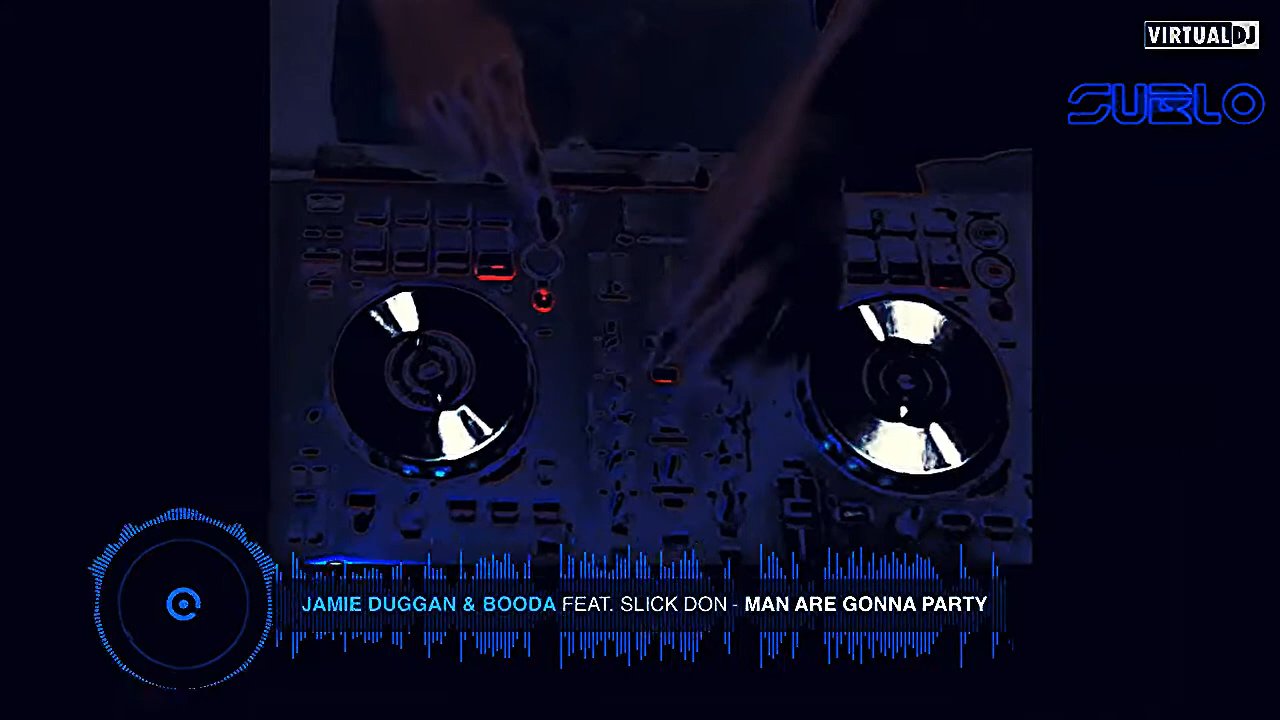 VIRTUALDJ
SUBLO
JAMIE DUGGAN & BOODA FEAT. SLICK DON - MAN ARE GONNA PARTY